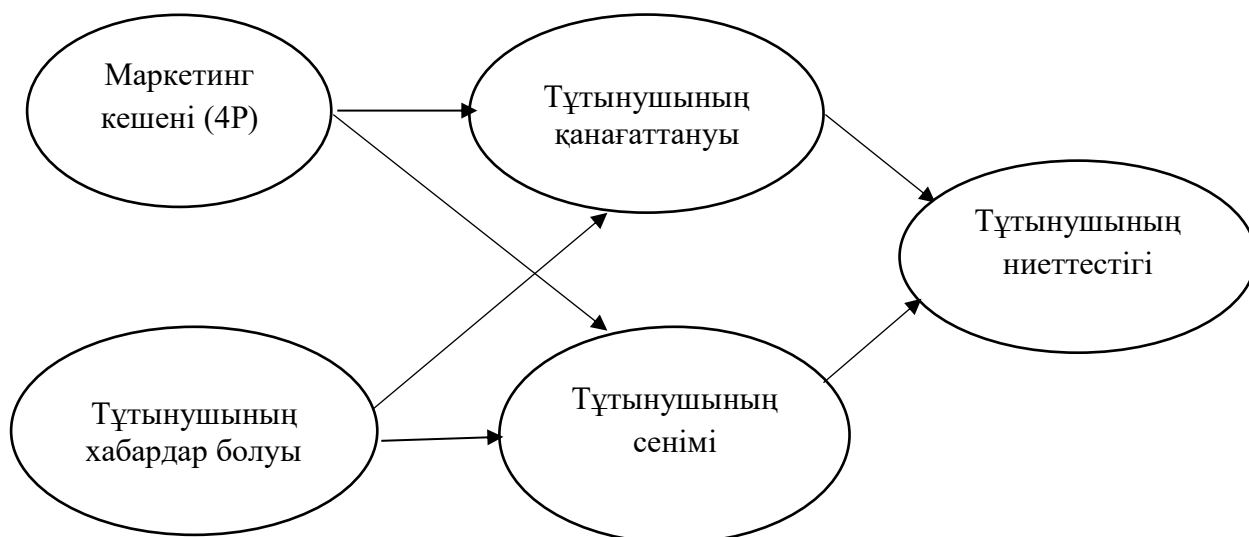 Маркетинг
кешені (4P)
Тұтынушының
қанағаттануы
Тұтынушының
ниеттестігі
Тұтынушының
хабардар болуы
Тұтынушының
сенімі